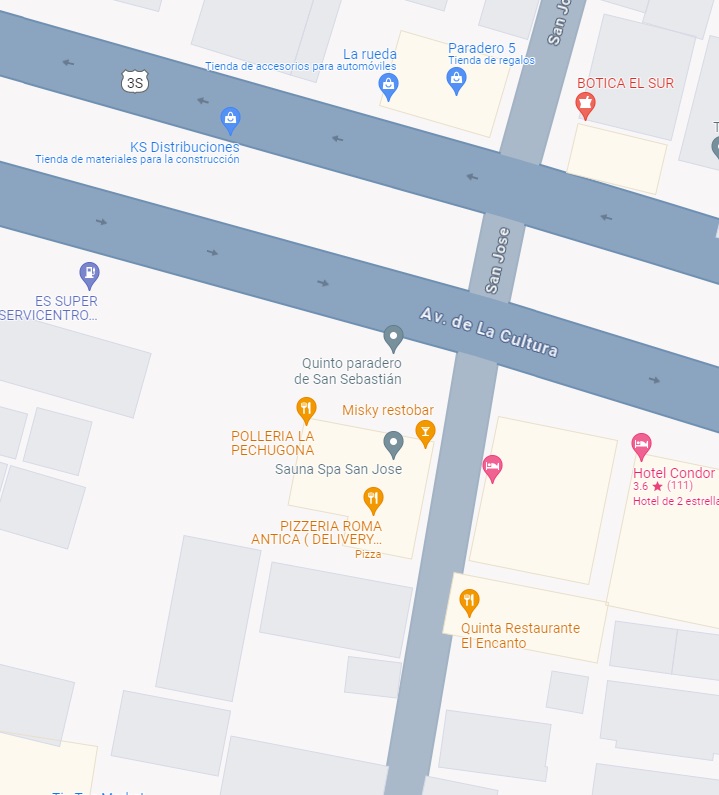 San Jo
La rueda
Tienda de accesorios para automóviles
Paradero 5
Tienda de regalos
3S
BOTICA EL SUR
T
KS Distribuciones
Tienda de materiales para la construcción
San Jose
ES SUPER
SERVICENTRO...
Av. de La Cultura
Quinto paradero
de San Sebastián
Misky restobar
POLLERIA LA
PECHUGONA
Sauna Spa San Jose
Hotel Condor
3.6 ★ (111)
Hotel de 2 estrella
PIZZERIA ROMA
ANTICA ( DELIVERY...
Pizza
Quinta Restaurante
El Encanto